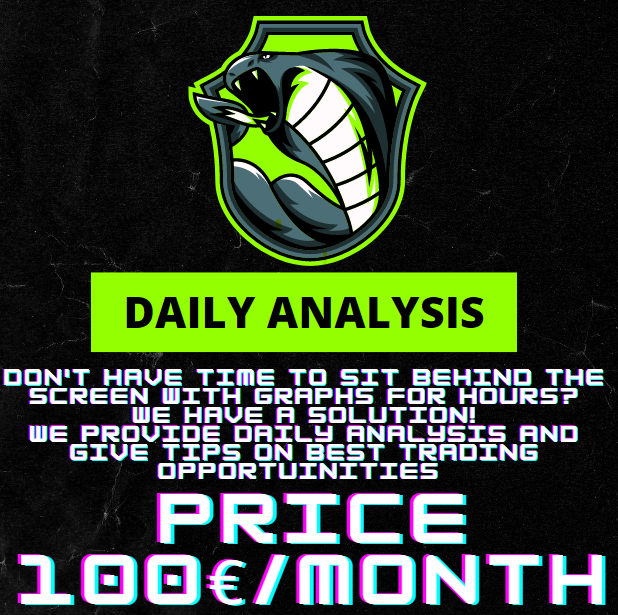 DAILY ANALYSIS
DON'T HAVE TIME TO SIT BEHIND THE
SCREEN WITH GRAPHS FOR HOURS?
WE HAVE A SOLUTION!
WE PROVIDE DAILY ANALYSIS AND
GIVE TIPS ON BEST TRADING
OPPORTUINITIES
PRICE
100€/MONTH